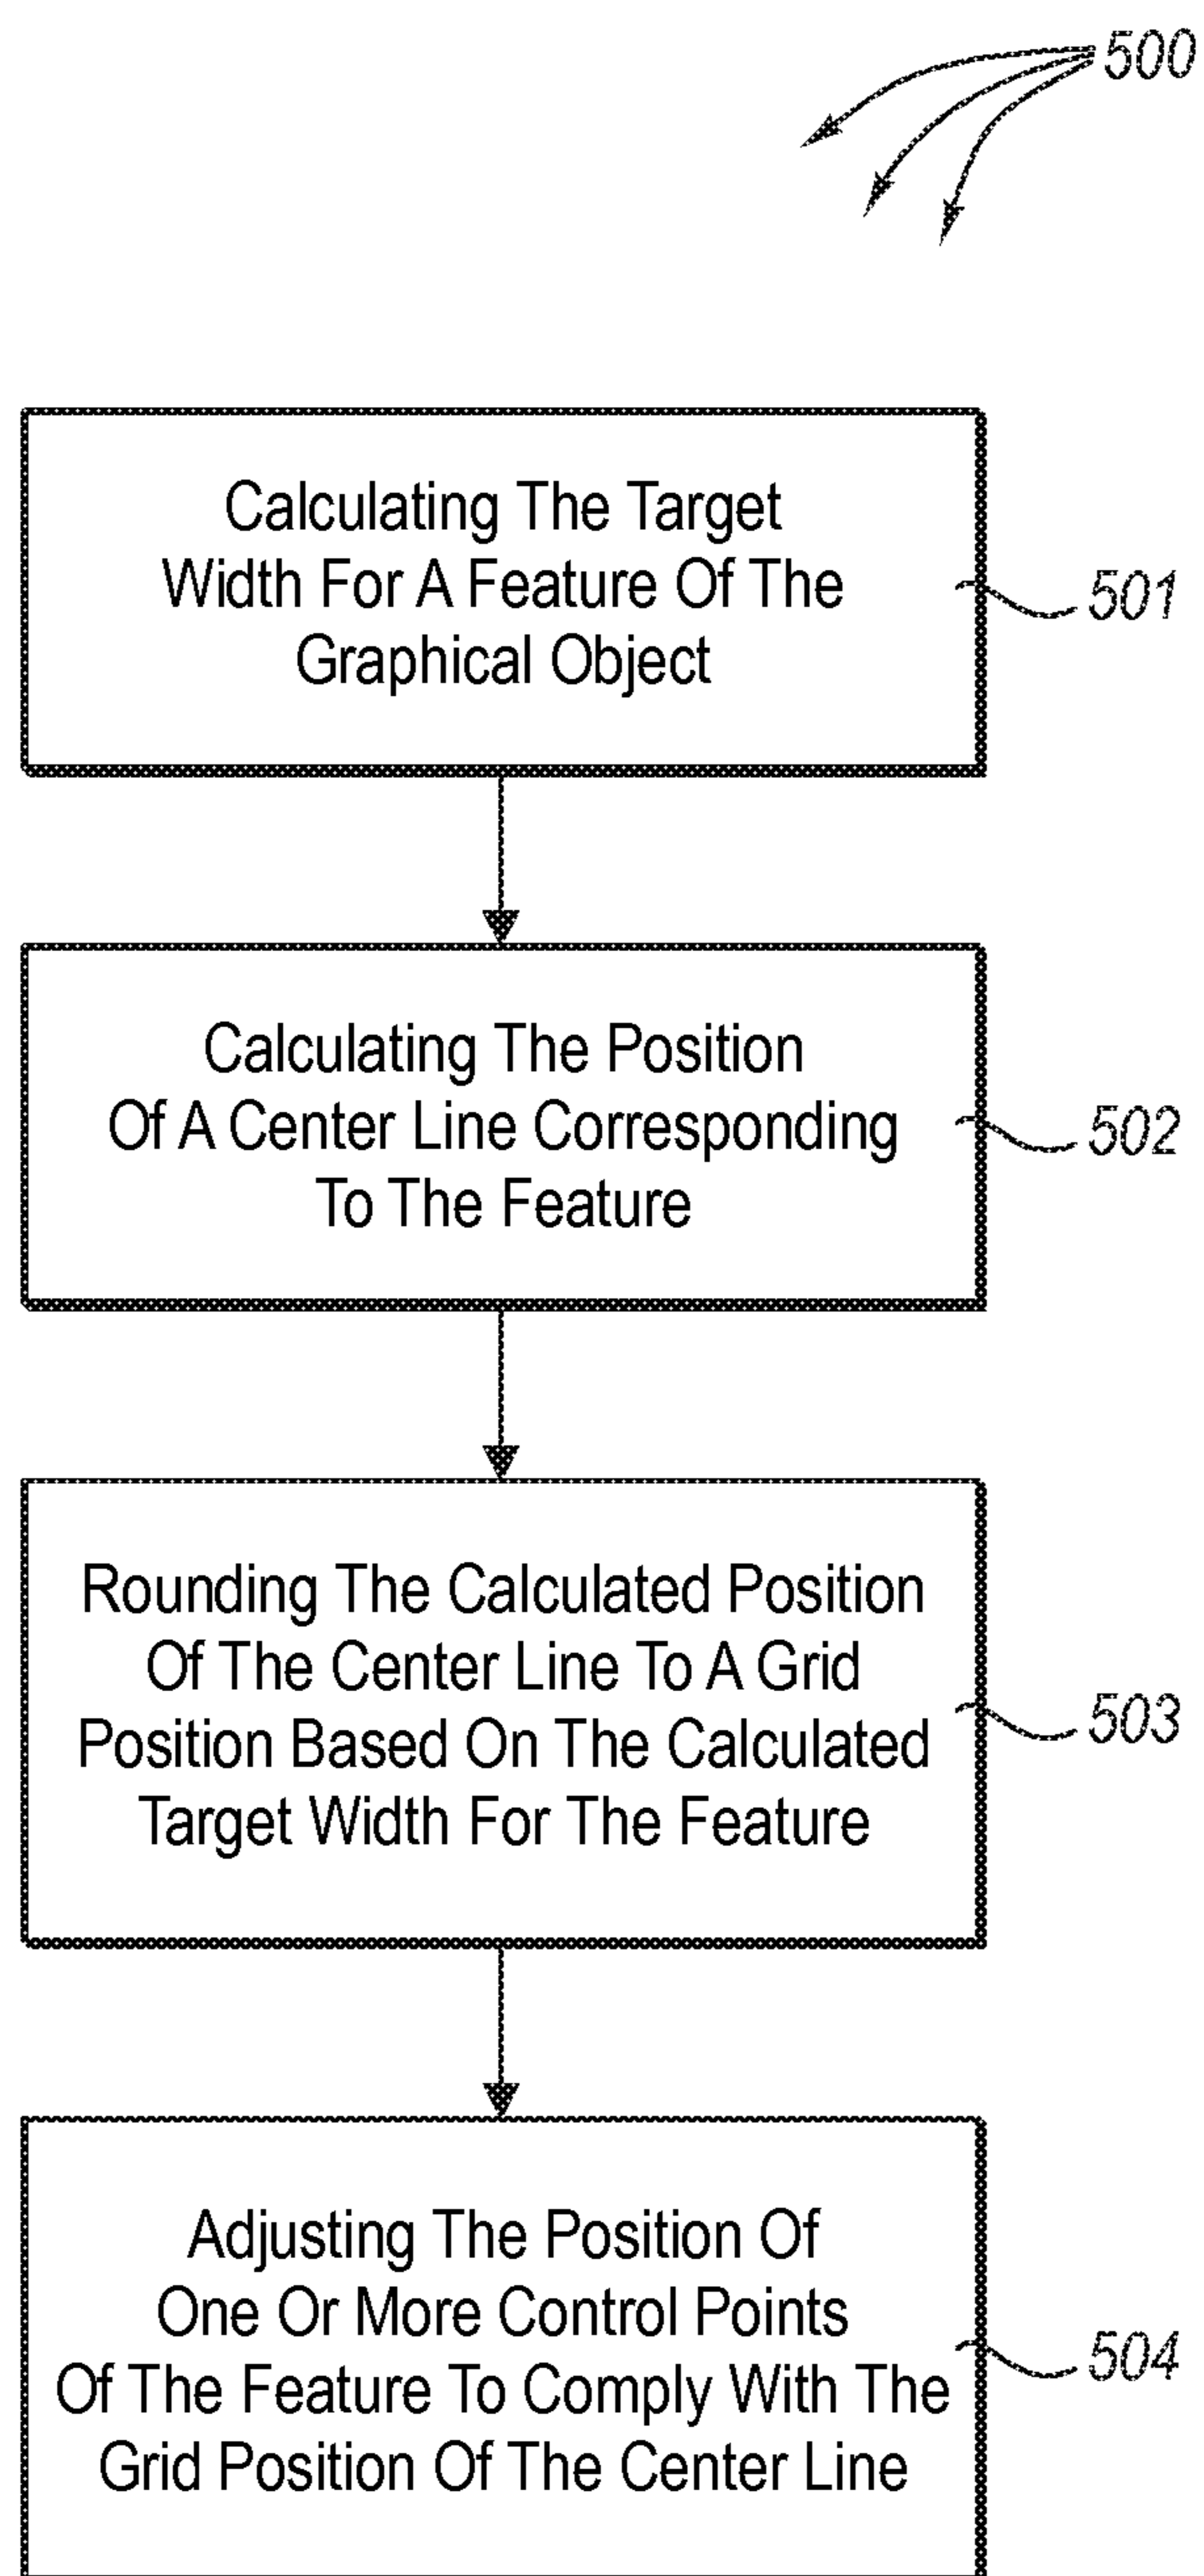 500
Calculating The Target
Width For A Feature Of The
Graphical Object
501
Calculating The Position
Of A Center Line Corresponding
To The Feature
502
Rounding The Calculated Position
Of The Center Line To A Grid
Position Based On The Calculated
Target Width For The Feature
503
Adjusting The Position Of
One Or More Control Points
Of The Feature To Comply With The
Grid Position Of The Center Line
504